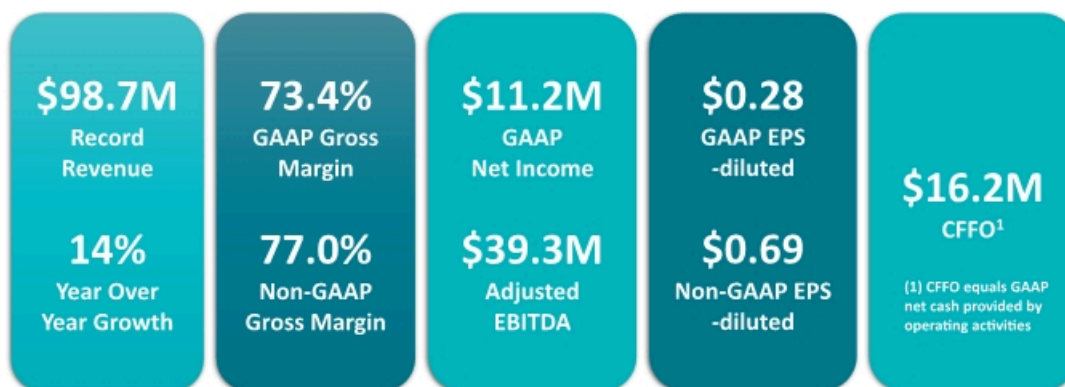 $98.7M
Record
Revenue
14%
Year Over
Year Growth
73.4%
GAAP Gross
Margin
77.0%
Non-GAAP
Gross Margin
$11.2M
GAAP
Net Income
$39.3M
Adjusted
EBITDA
$0.28
GAAP EPS
-diluted
$0.69
Non-GAAP EPS
-diluted
$16.2M
CFFO¹
(1) CFFO equals GAAP
net cash provided by
operating activities